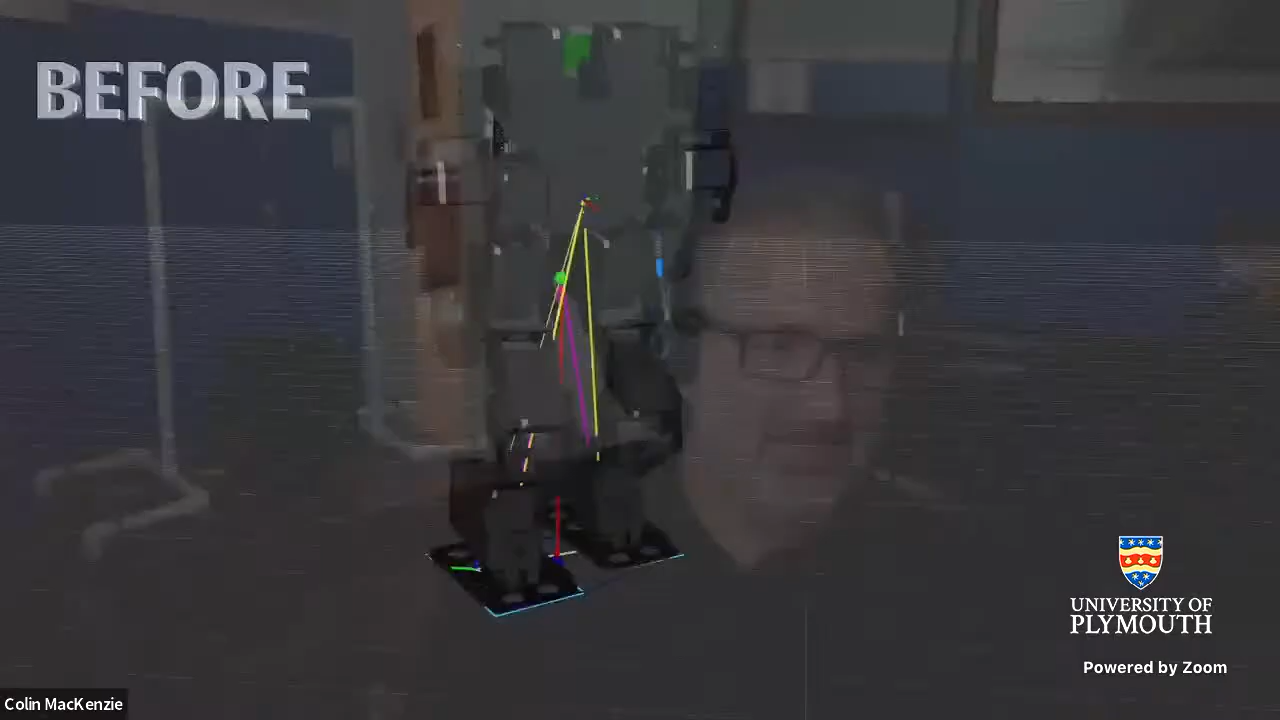 BEFORE
UNIVERSITY OF
PLYMOUTH
Powered by Zoom
Colin MacKenzie